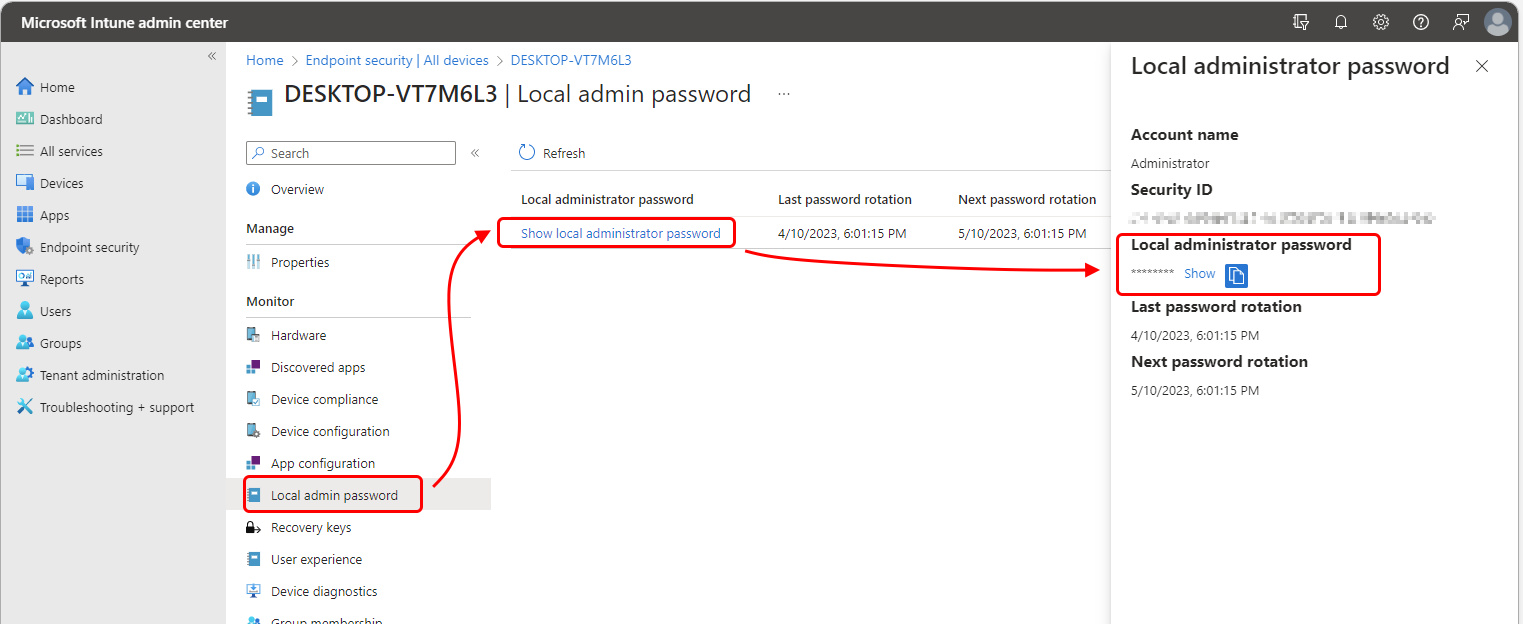 Microsoft Intune admin center
Home
Dashboard
All services
Devices
Apps
Endpoint security
Reports
Users
Groups
Tenant administration
Troubleshooting + support
Home > Endpoint security | All devices > DESKTOP-VT7M6L3
DESKTOP-VT7M6L3 | Local admin password ...
Search
Overview
Manage
Properties
Monitor
Hardware
Discovered apps
Device compliance
Device configuration
App configuration
Local admin password
Recovery keys
User experience
Device diagnostics
Group membership
Refresh
Local administrator password Last password rotation Next password rotation
Show local administrator password 4/10/2023, 6:01:15 PM 5/10/2023, 6:01:15 PM
Local administrator password
Account name
Administrator
Security ID
Local administrator password
******** Show
Last password rotation
4/10/2023, 6:01:15 PM
Next password rotation
5/10/2023, 6:01:15 PM